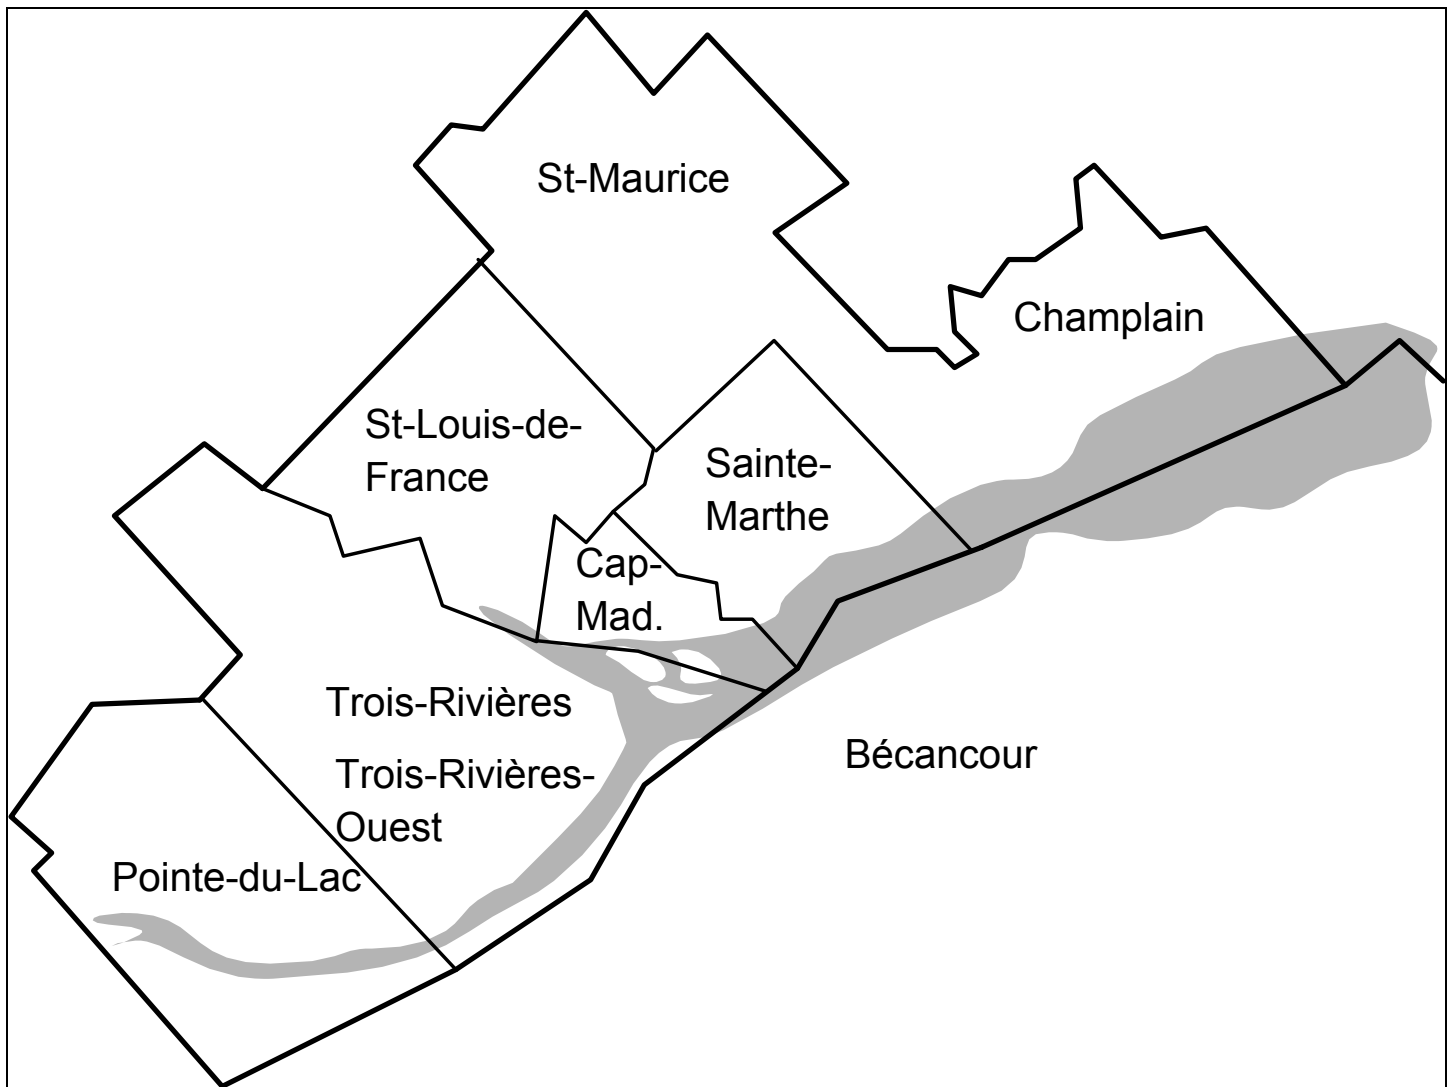 St-Maurice
Champlain
St-Louis-de-
France
Sainte-
Marthe
Cap-
Mad.
Trois-Rivières
Bécancour
Trois-Rivières-
Ouest
Pointe-du-Lac